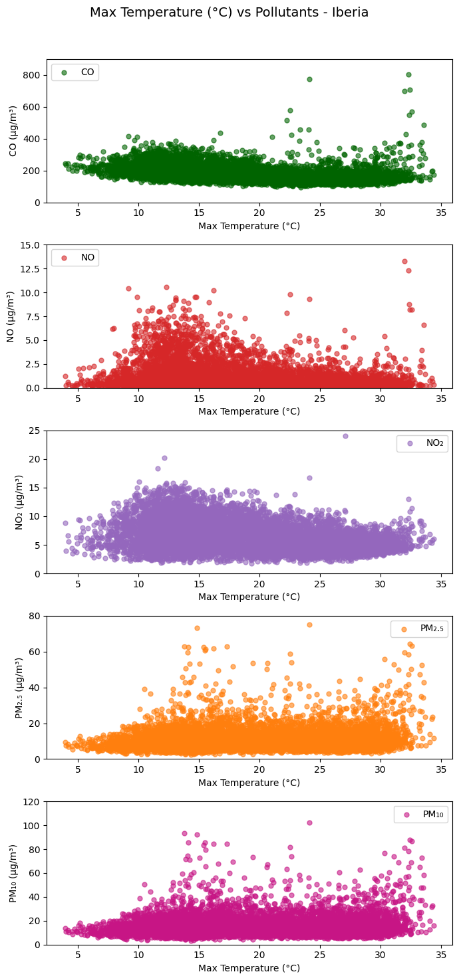 Max Temperature (°C) vs Pollutants - Iberia
CO
CO (μg/m³)
800
600
400
200
0
5 10 15 20 25 30 35
Max Temperature (°C)
NO
NO (μg/m³)
15.0
12.5
10.0
7.5
5.0
2.5
0.0
5 10 15 20 25 30 35
Max Temperature (°C)
NO₂
NO₂ (μg/m³)
25
20
15
10
5
0
5 10 15 20 25 30 35
Max Temperature (°C)
PM₂.₅
PM₂.₅ (μg/m³)
80
60
40
20
0
5 10 15 20 25 30 35
Max Temperature (°C)
PM₁₀
PM₁₀ (μg/m³)
120
100
80
60
40
20
0
5 10 15 20 25 30 35
Max Temperature (°C)